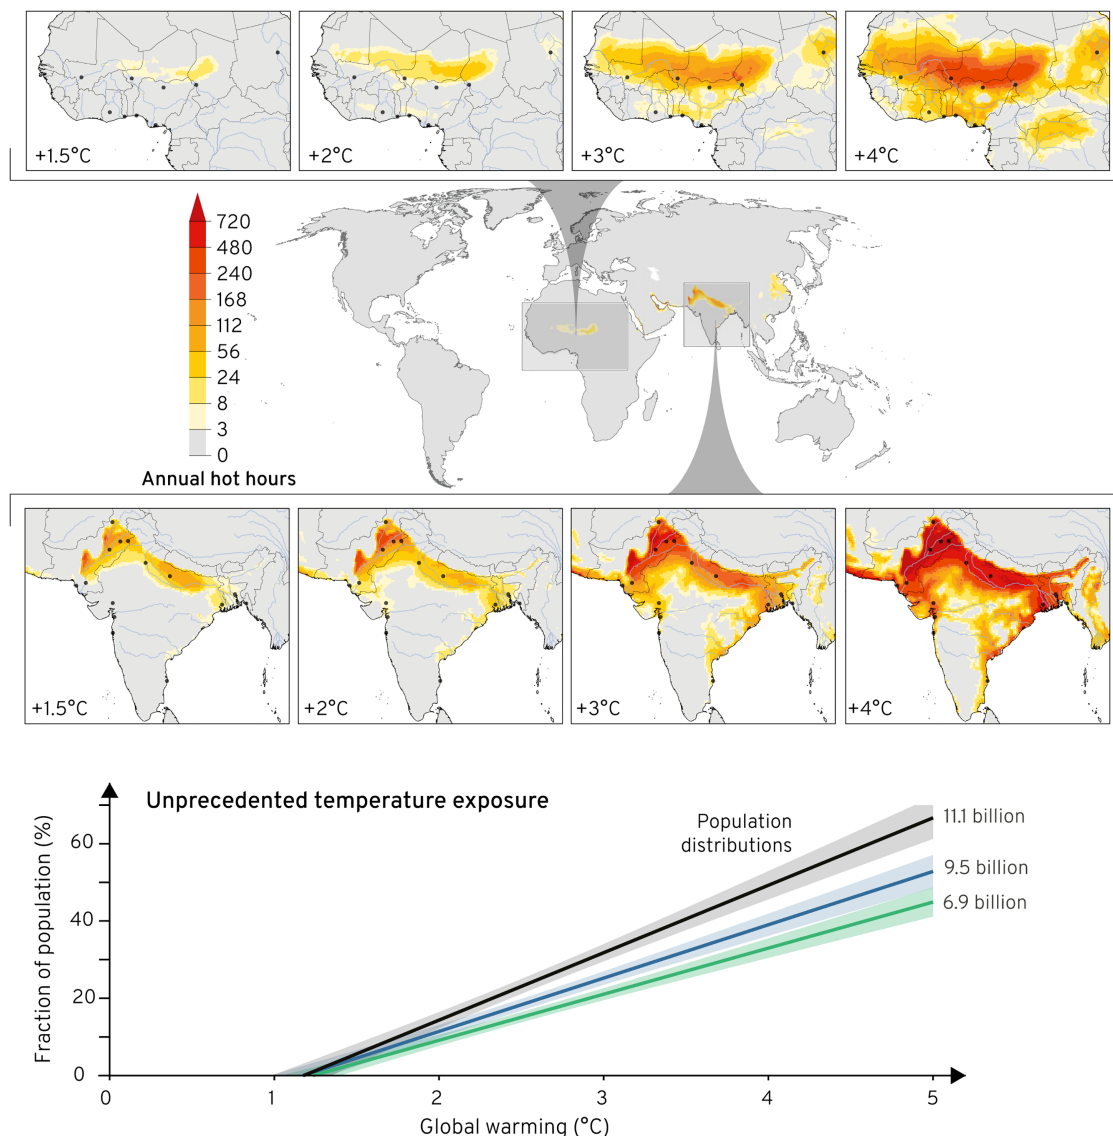 +1.5°C
+2°C
+3°C
+4°C
720
480
240
168
112
56
24
8
3
0
Annual hot hours
+1.5°C
+2°C
+3°C
+4°C
Unprecedented temperature exposure
Population
distributions
11.1 billion
9.5 billion
6.9 billion
Fraction of population (%)
60
40
20
0
0
1
2
3
4
5
Global warming (°C)